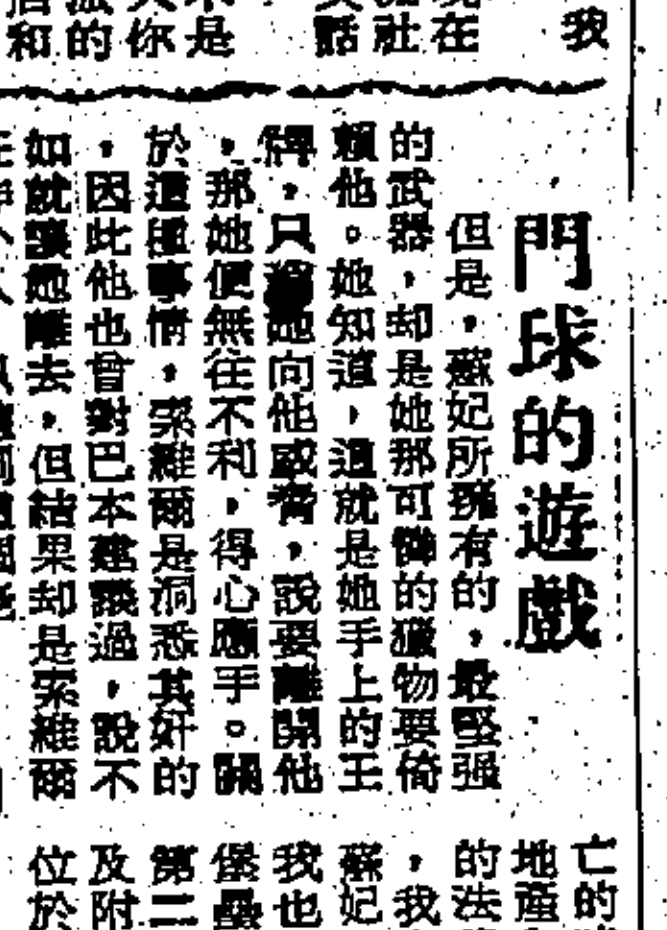 我
現在
社
話
不是
你
的
和
門球的遊戲
但是，蘇妃所擁有的，最堅强
的武器，却是她那可憐的獵物要倚
賴他。她知道，這就是她手上的王
牌，只要她向他威脅，說要離開他
，那她便無往不利，得心應手。關
於這種事情，索維爾是洞悉其奸的
，因此他也曾對巴本建議過，說不
如就讓她離去，但結果却是索維爾
亡的
地產
的法
，我
蘇妃
我也
堡壘
第二
及附
位於